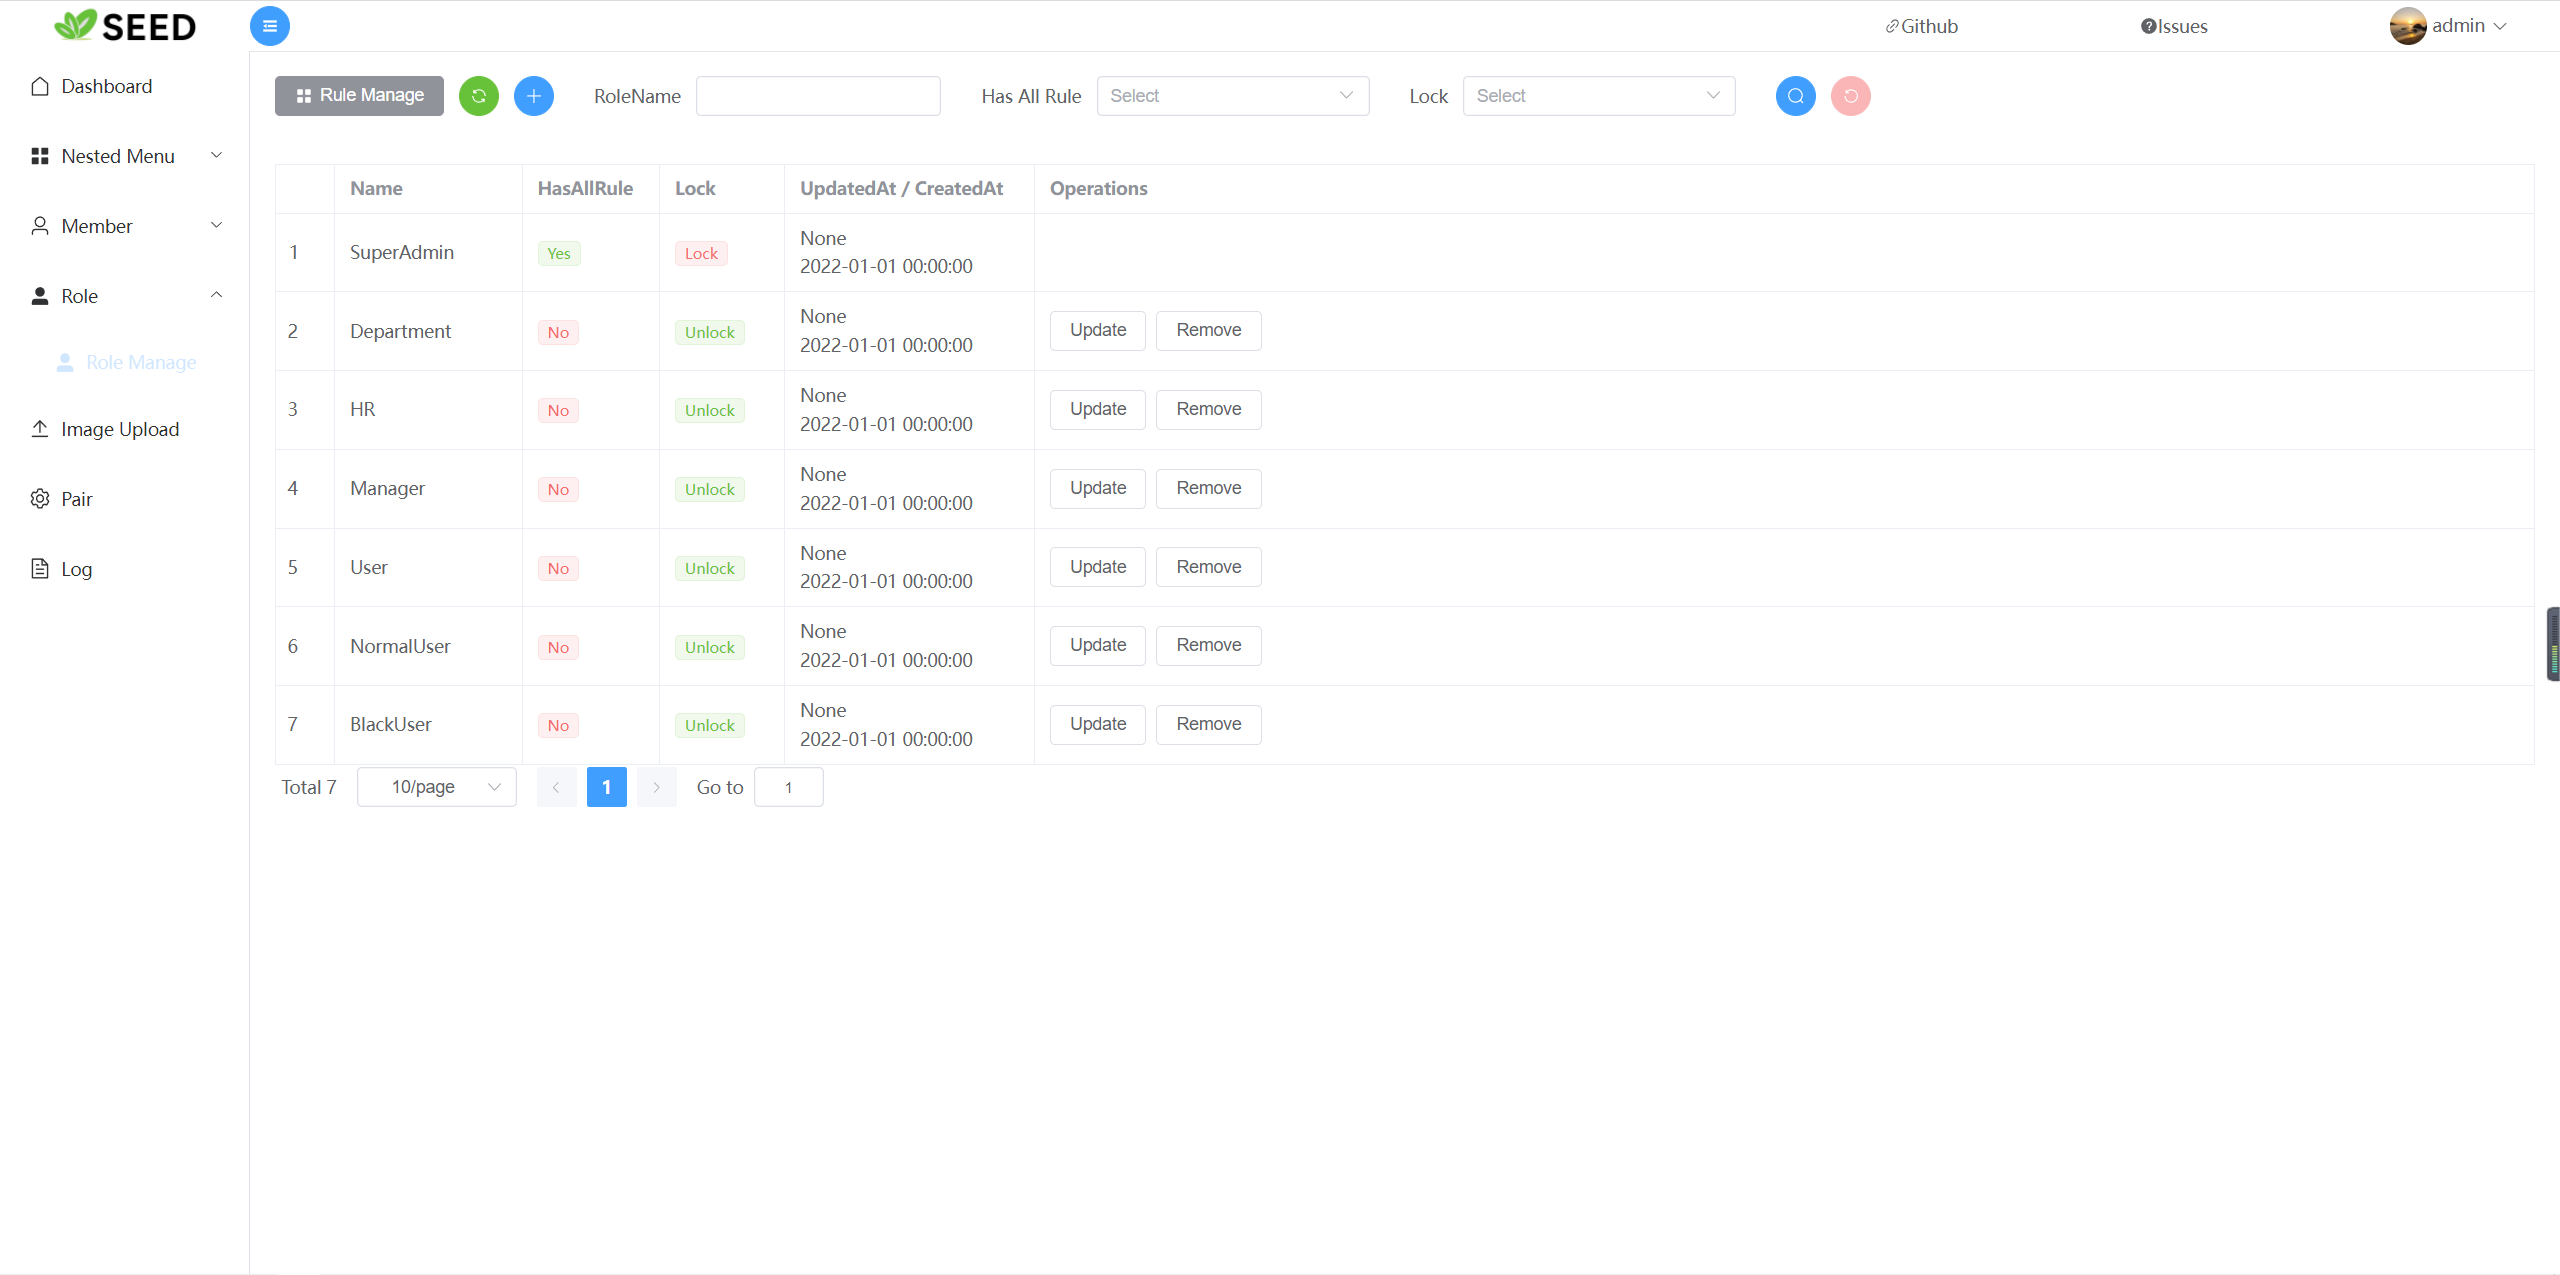 SEED
Github
Issues
admin
Dashboard
Nested Menu
Member
Role
Role Manage
Image Upload
Pair
Log
Rule Manage
RoleName
Has All Rule Select
Lock Select
Name HasAllRule Lock UpdatedAt / CreatedAt Operations
1 SuperAdmin Yes Lock None
2022-01-01 00:00:00
2 Department No Unlock None
2022-01-01 00:00:00
Update Remove
3 HR No Unlock None
2022-01-01 00:00:00
Update Remove
4 Manager No Unlock None
2022-01-01 00:00:00
Update Remove
5 User No Unlock None
2022-01-01 00:00:00
Update Remove
6 NormalUser No Unlock None
2022-01-01 00:00:00
Update Remove
7 BlackUser No Unlock None
2022-01-01 00:00:00
Update Remove
Total 7 10/page 1 Go to 1